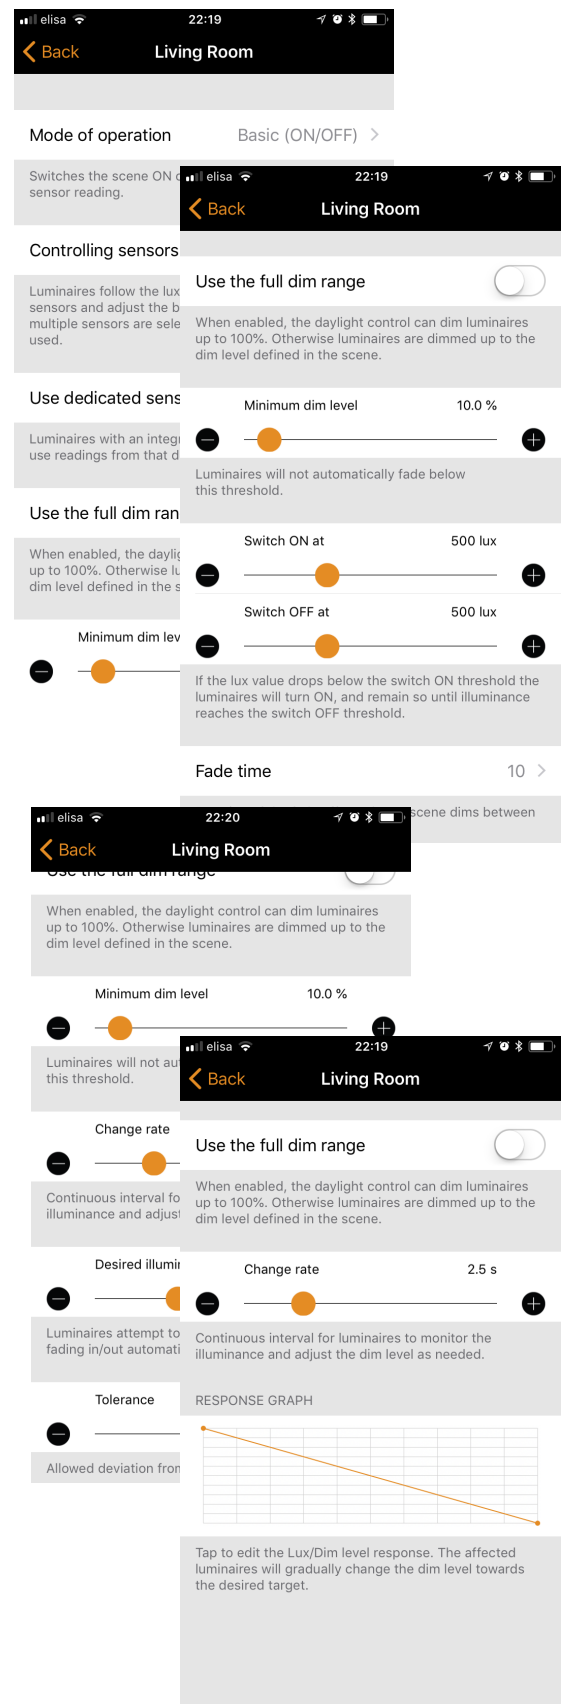 elisa 22:19
Back Living Room
Mode of operation Basic (ON/OFF)
Switches the scene ON
sensor reading.
Controlling sensors
Luminaires follow the lux
sensors and adjust the
multiple sensors are
used.
Use dedicated
Luminaires with an
use readings from that
Use the full dim
When enabled, the
up to 100%. Otherwise
dim level defined in the
Minimum dim
elisa 22:19
Back Living Room
Use the full dim range
When enabled, the daylight control can dim luminaires
up to 100%. Otherwise luminaires are dimmed up to the
dim level defined in the scene.
Minimum dim level 10.0 %
Luminaires will not automatically fade below
this threshold.
Switch ON at 500 lux
Switch OFF at 500 lux
If the lux value drops below the switch ON threshold the
luminaires will turn ON, and remain so until illuminance
reaches the switch OFF threshold.
Fade time 10
scene dims between
elisa 22:20
Back Living Room
Use the full dim range
When enabled, the daylight control can dim luminaires
up to 100%. Otherwise luminaires are dimmed up to the
dim level defined in the scene.
Minimum dim level 10.0 %
Luminaires will not
this threshold.
Change rate
Continuous interval
illuminance and
Desired
Luminaires attempt to
fading in/out
Tolerance
Allowed deviation
elisa 22:19
Back Living Room
Use the full dim range
When enabled, the daylight control can dim luminaires
up to 100%. Otherwise luminaires are dimmed up to the
dim level defined in the scene.
Change rate 2.5 s
Continuous interval for luminaires to monitor the
illuminance and adjust the dim level as needed.
RESPONSE GRAPH
Tap to edit the Lux/Dim level response. The affected
luminaires will gradually change the dim level towards
the desired target.